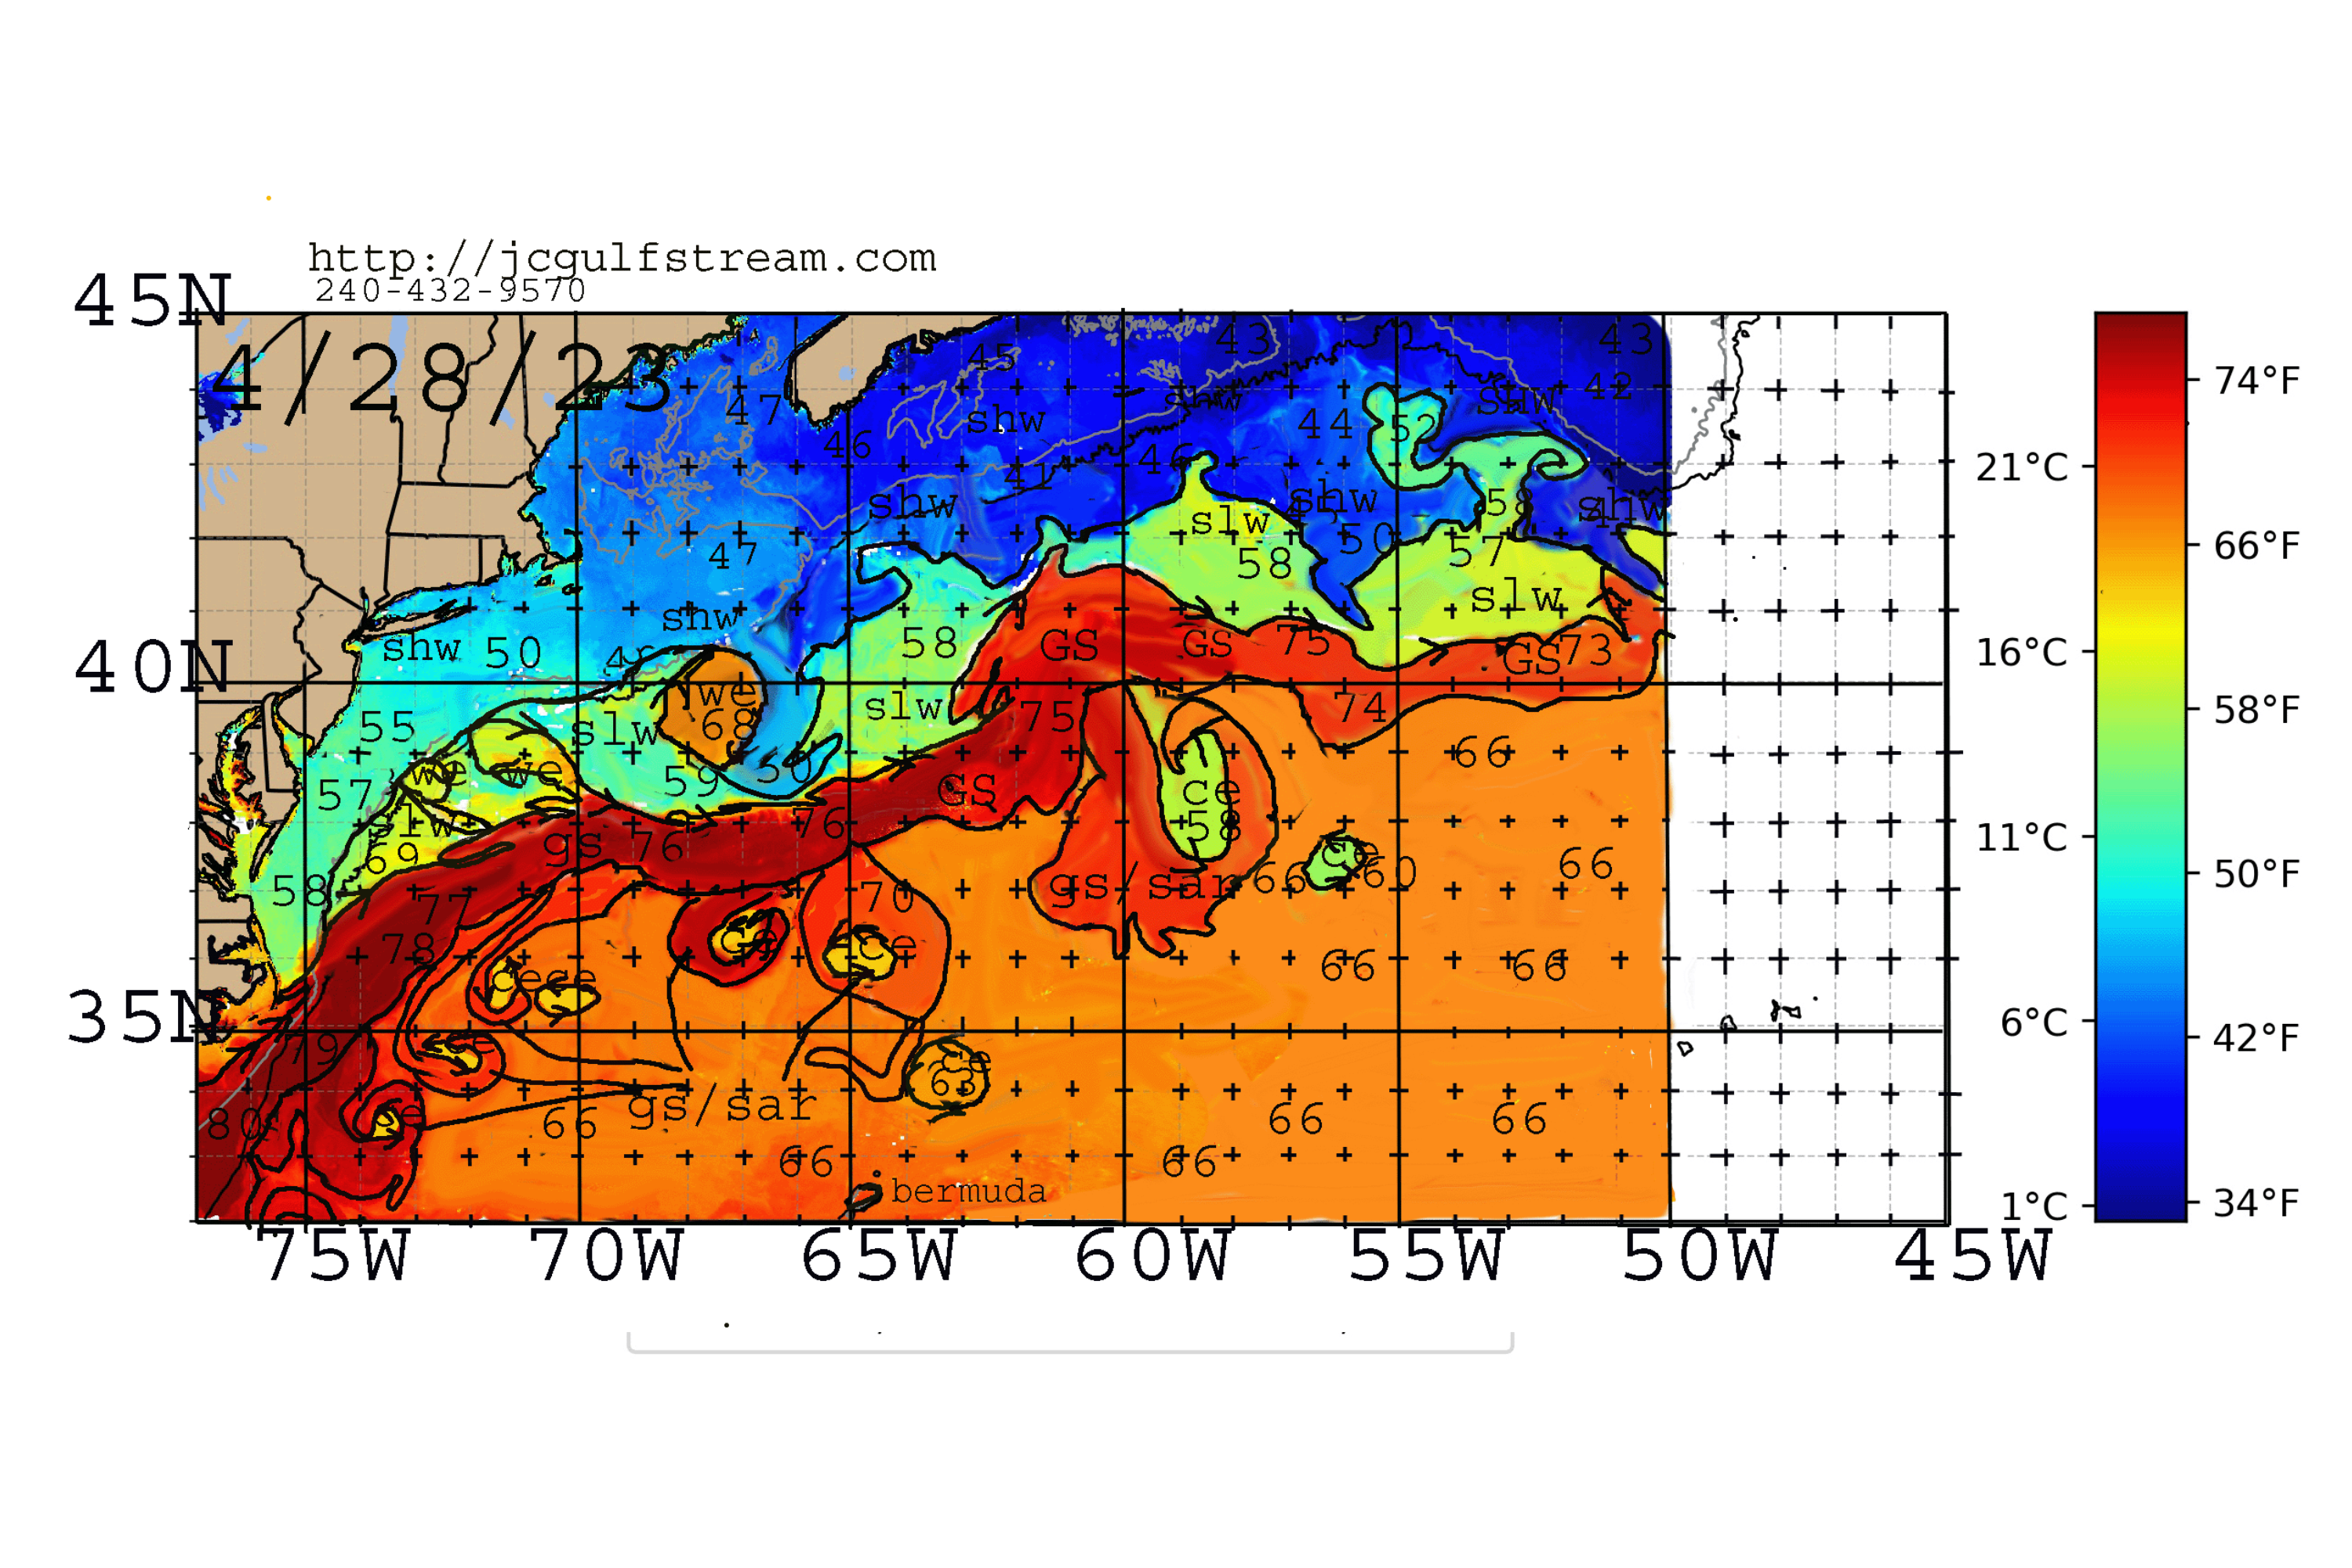 http://jcgulfstream.com
240-432-9570
45N
4/28/23
43
43
45
42
74°F
47
shw
shw
shw
44
52
46
46
21°C
41
shw
shw
58
shw
slw
50
57
66°F
47
58
slw
shw
58
GS
GS
75
shw
50
GS
73
16°C
40N
we
68
slw
75
74
58°F
55
slw
66
we
we
59
50
GS
ce
57
58
11°C
slw
69
gs
76
76
ce
60
66
50°F
58
77
70
gs/sar
66
78
ce
ce
66
66
ce
ce
35N
6°C
42°F
79
ce
ce
63
80
ce
66
gs/sar
66
66
66
66
bermuda
1°C
34°F
75W
70W
65W
60W
55W
50W
45W